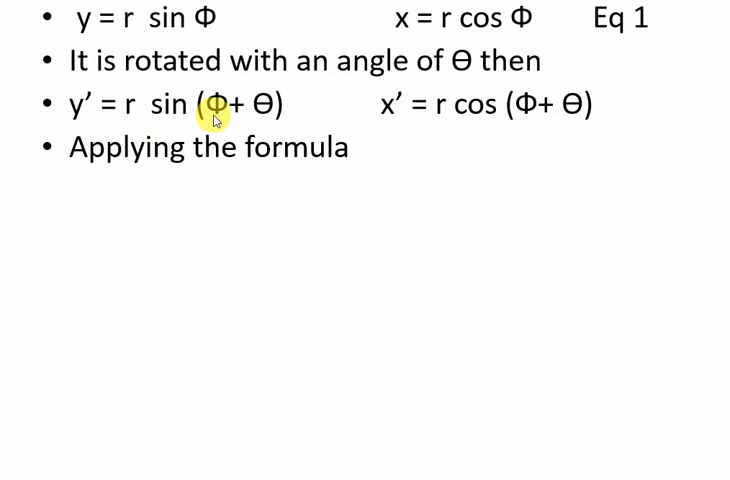 • y = r sin Φ x = r cos Φ Eq 1
• It is rotated with an angle of Ө then
• y’ = r sin (Φ+ Ө) x’ = r cos (Φ+ Ө)
• Applying the formula